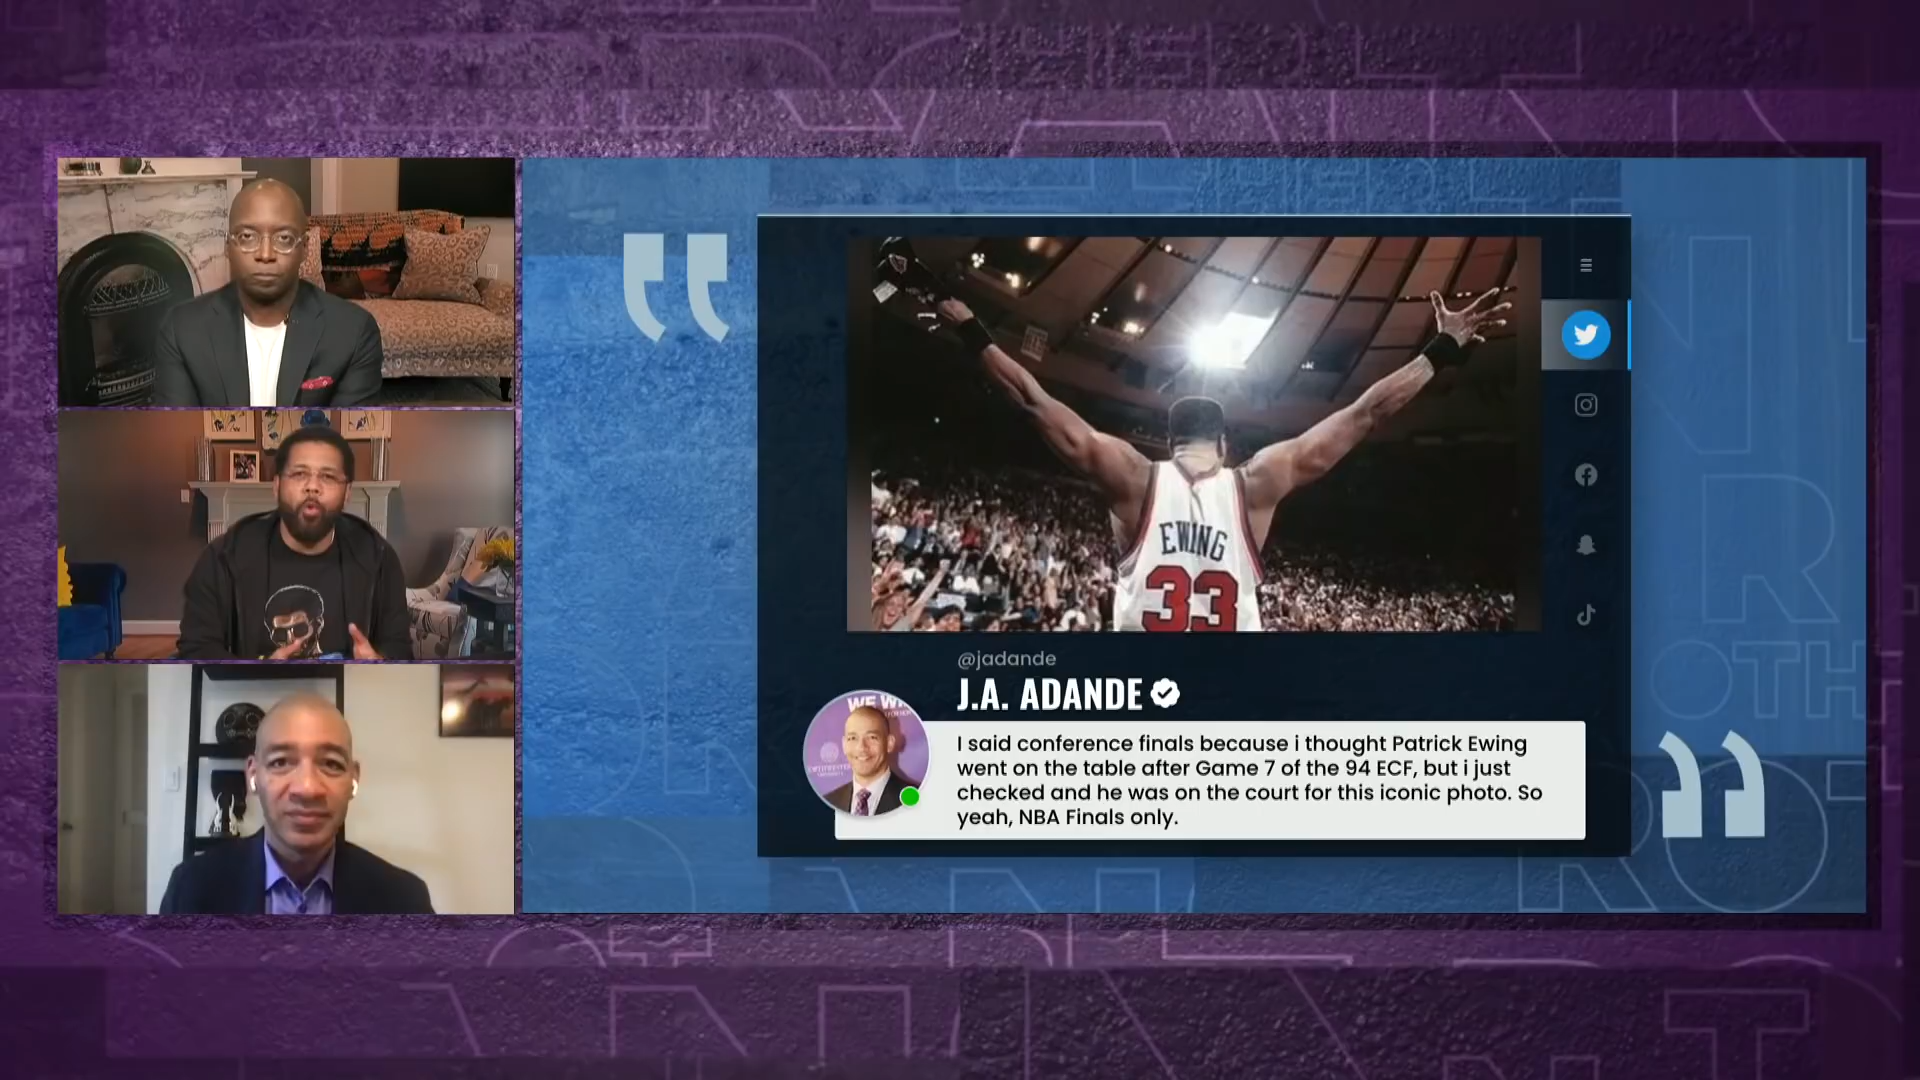 EWING
33
@jadande
J.A. ADANDE
WE W
I said conference finals because i thought Patrick Ewing
went on the table after Game 7 of the 94 ECF, but i just
checked and he was on the court for this iconic photo. So
yeah, NBA Finals only.